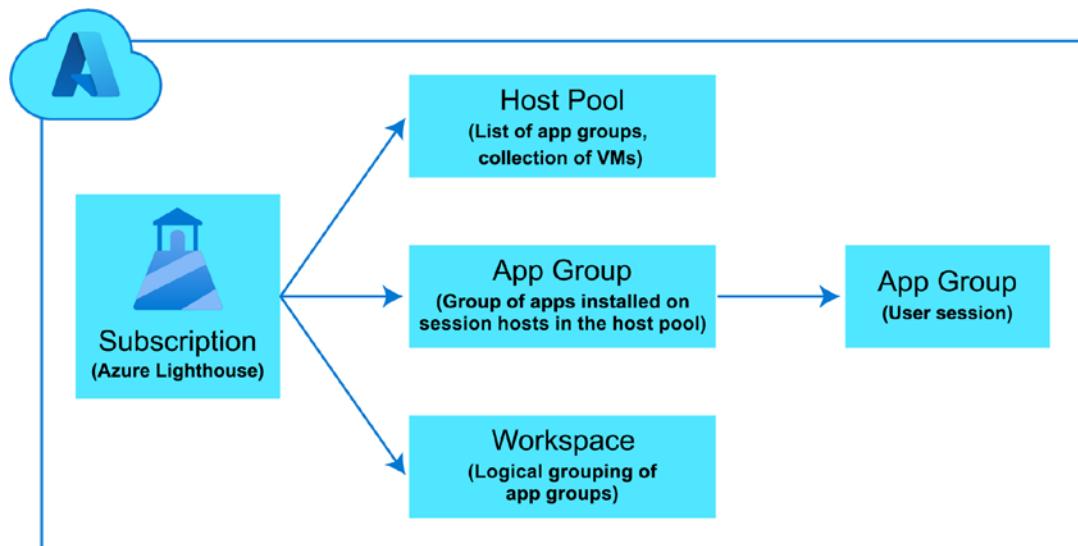 Host Pool
(List of app groups,
collection of VMs)
Subscription
(Azure Lighthouse)
App Group
(Group of apps installed on
session hosts in the host pool)
App Group
(User session)
Workspace
(Logical grouping of
app groups)